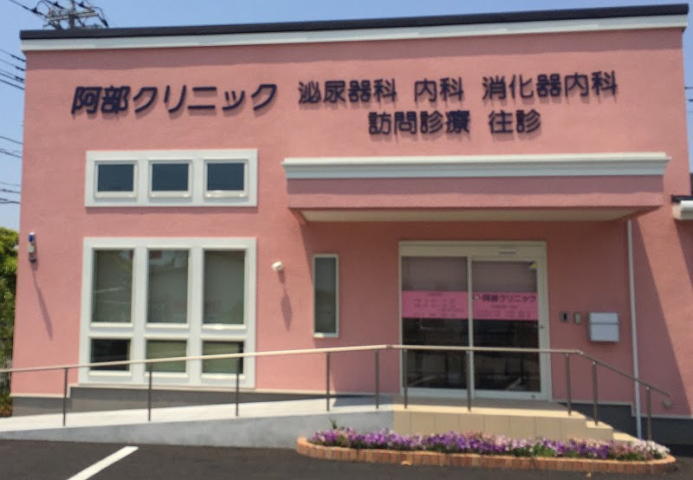 阿部クリニック 泌尿器科 内科 消化器内科
訪問診療 往診
阿部クリニック